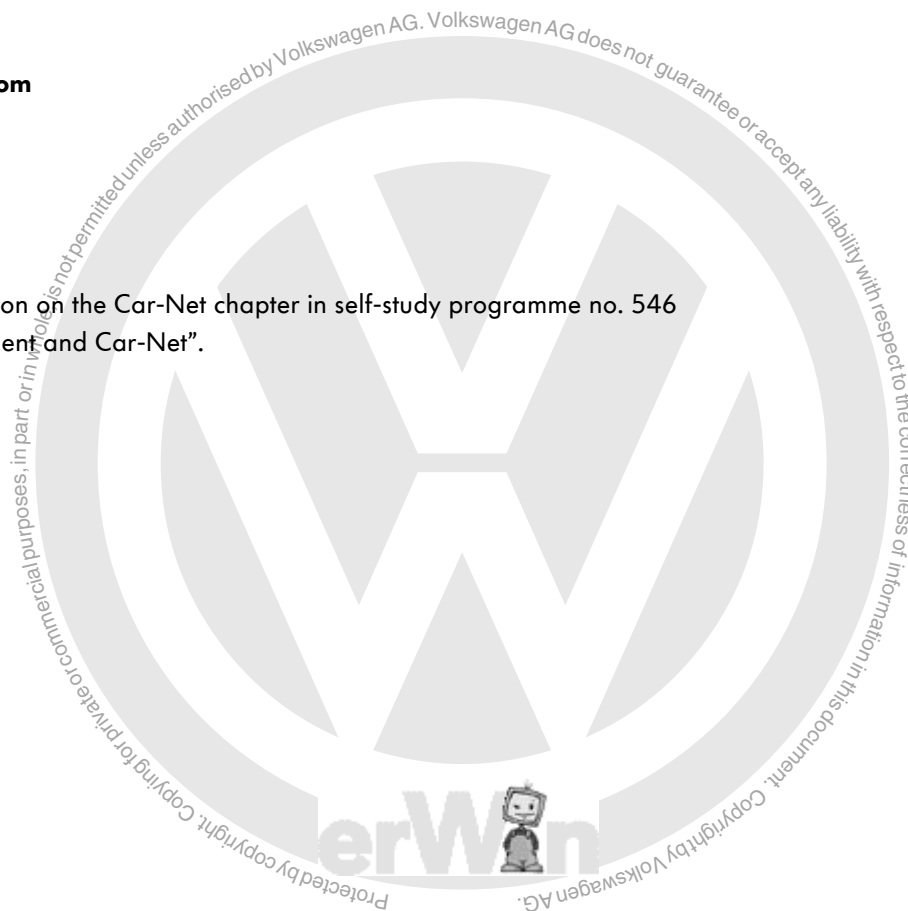 om
on on the Car-Net chapter in self-study programme no. 546
ent and Car-Net”.
Protected by copyright. Copying for private or commercial purposes, in part or in whole, is not permitted unless authorised by Volkswagen AG. Volkswagen AG does not guarantee or accept any liability with respect to the correctness of information in this document. Copyright by Volkswagen AG.
erWin